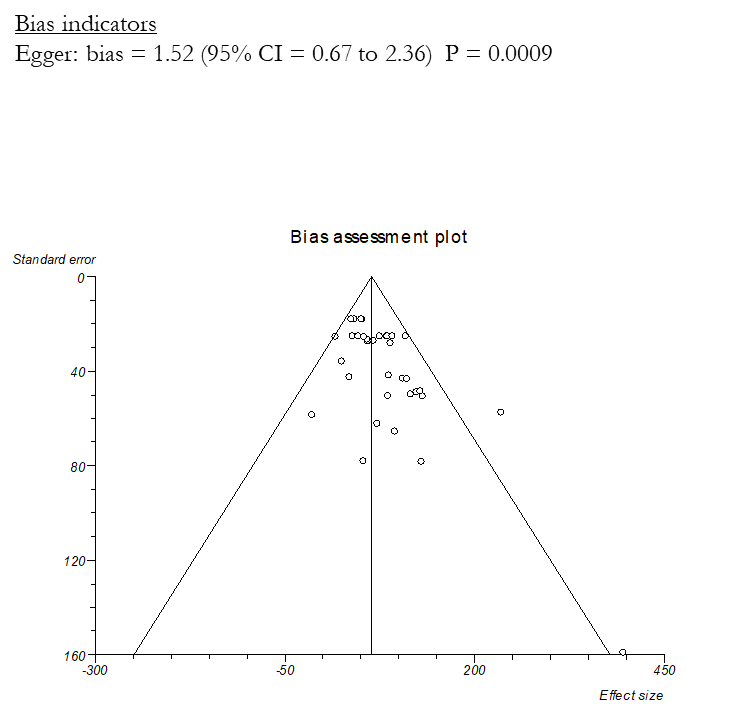 Bias indicators
Egger: bias = 1.52 (95% CI = 0.67 to 2.36) P = 0.0009
Bias assessment plot
Standard error
0
40
80
120
160
-300 -50 200 450
Effect size